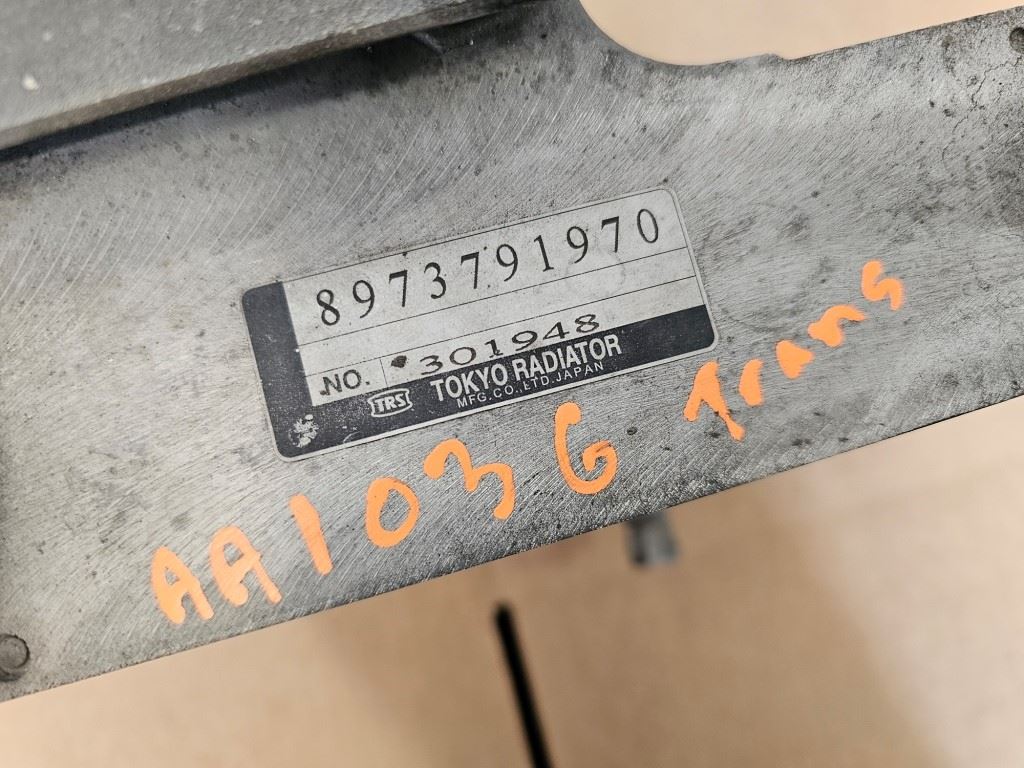 8973791970
NO. *301948
TRS TOKYO RADIATOR
MFG.CO.,LTD.JAPAN
AA103G Trans